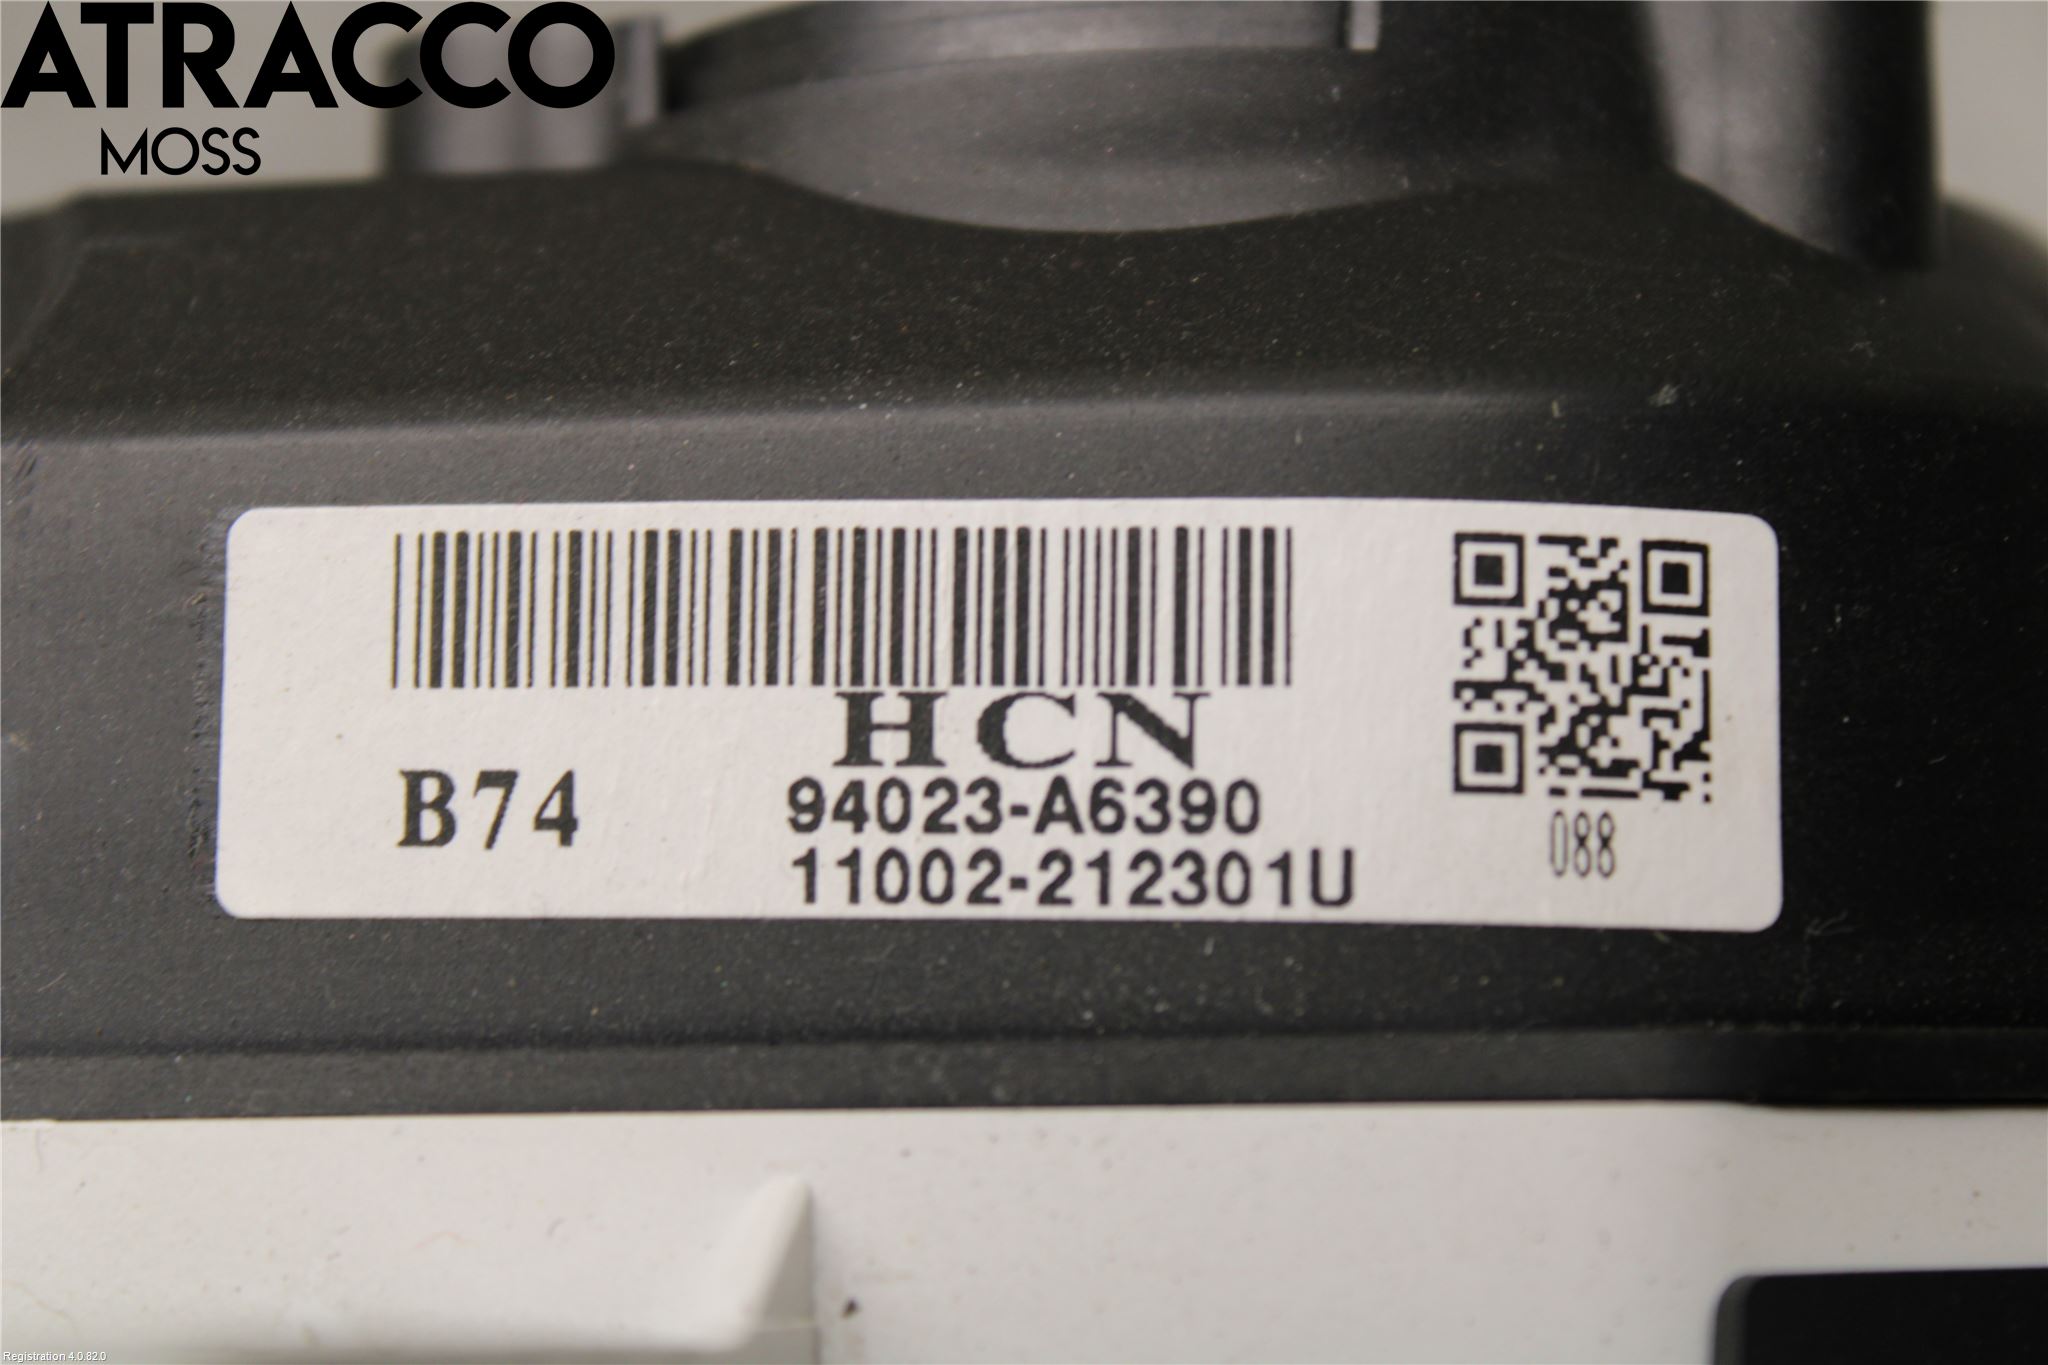 ATRACCO
MOSS
HCN
B74
94023-A6390
11002-212301U
088
Registration 4.0.82.0